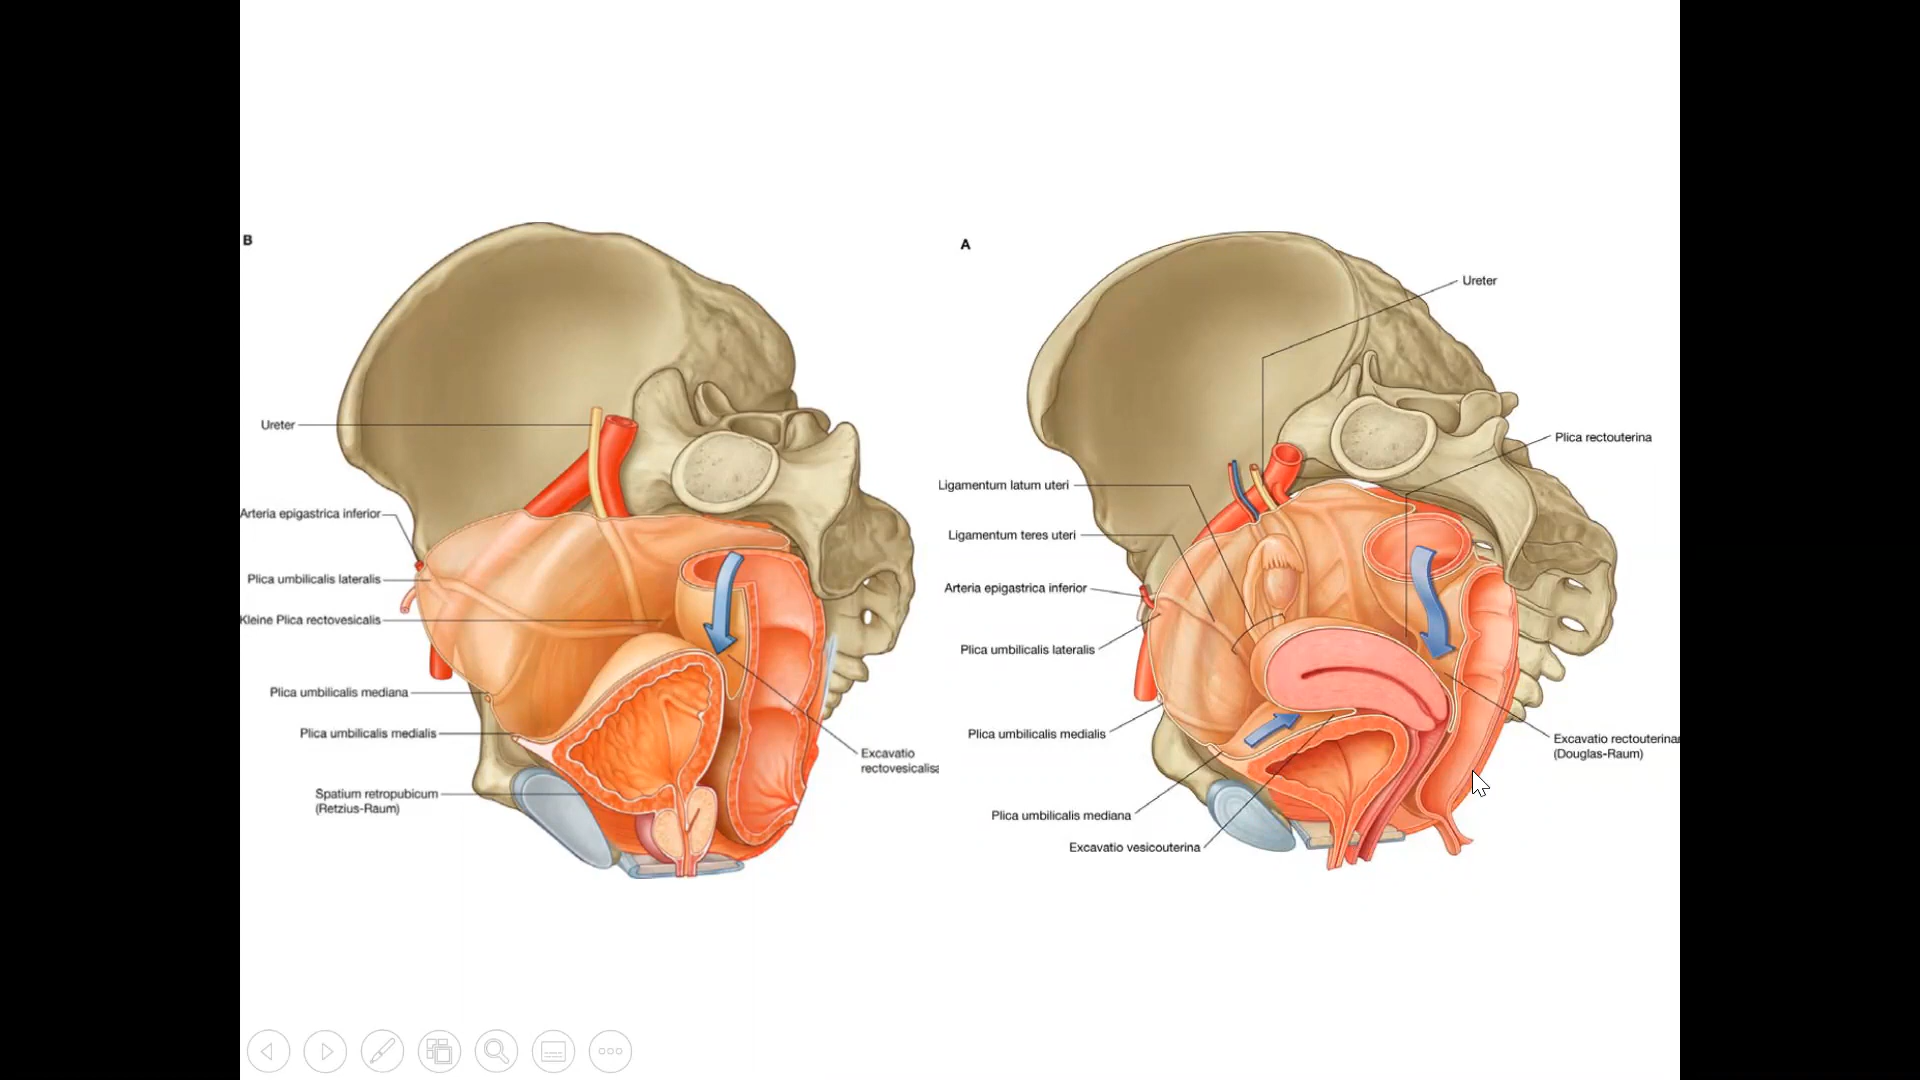 B
Ureter
Arteria epigastrica inferior
Plica umbilicalis lateralis
Kleine Plica rectovesicalis
Plica umbilicalis mediana
Plica umbilicalis medialis
Spatium retropubicum
(Retzius-Raum)
Excavatio
rectovesicalis
A
Ureter
Plica rectouterina
Ligamentum latum uteri
Ligamentum teres uteri
Arteria epigastrica inferior
Plica umbilicalis lateralis
Plica umbilicalis medialis
Plica umbilicalis mediana
Excavatio vesicouterina
Excavatio rectouterina
(Douglas-Raum)